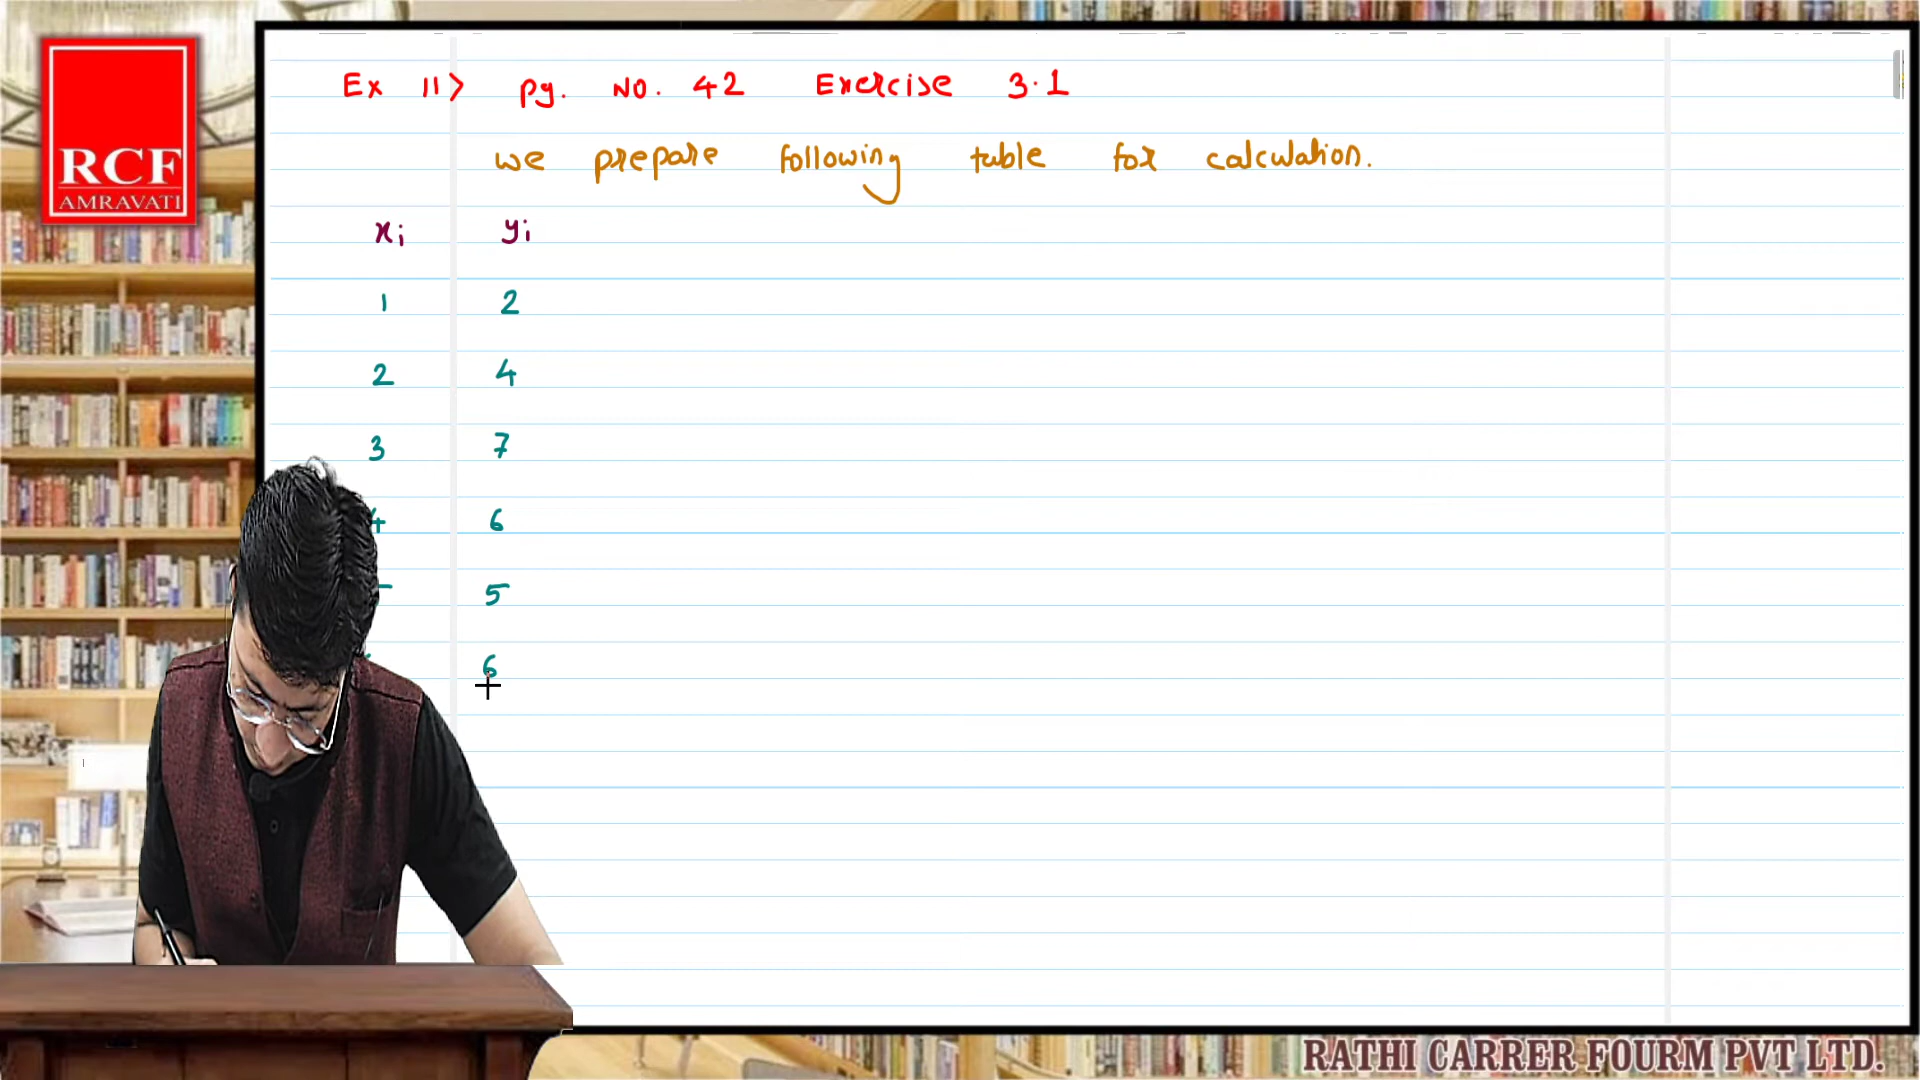 RCF
AMRAVATI
Ex 11> pg. No. 42 Exercise 3.1
we prepare following table for calculation.
xi yi
1 2
2 4
3 7
4 6
5
6
RATHI CARRER FOURM PVT LTD.